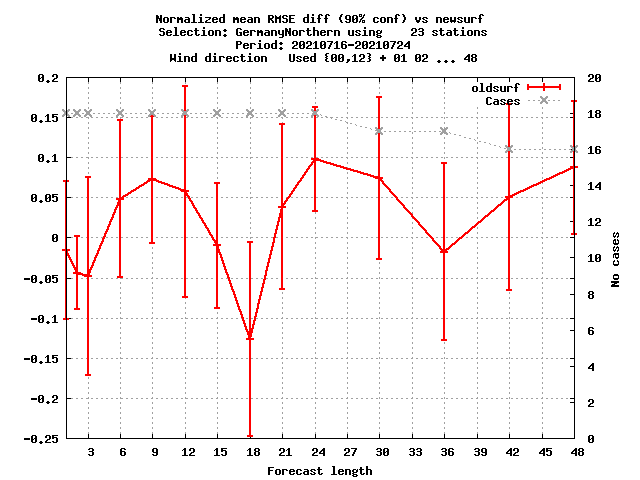 Normalized mean RMSE diff (90% conf) vs newsurf
Selection: GermanyNorthern using    23 stations
Period: 20210716-20210724
Wind direction   Used {00,12} + 01 02 ... 48
oldsurf
Cases
0.2
0.15
0.1
0.05
0
-0.05
-0.1
-0.15
-0.2
-0.25
20
18
16
14
12
10
8
6
4
2
0
No cases
3 6 9 12 15 18 21 24 27 30 33 36 39 42 45 48
Forecast length